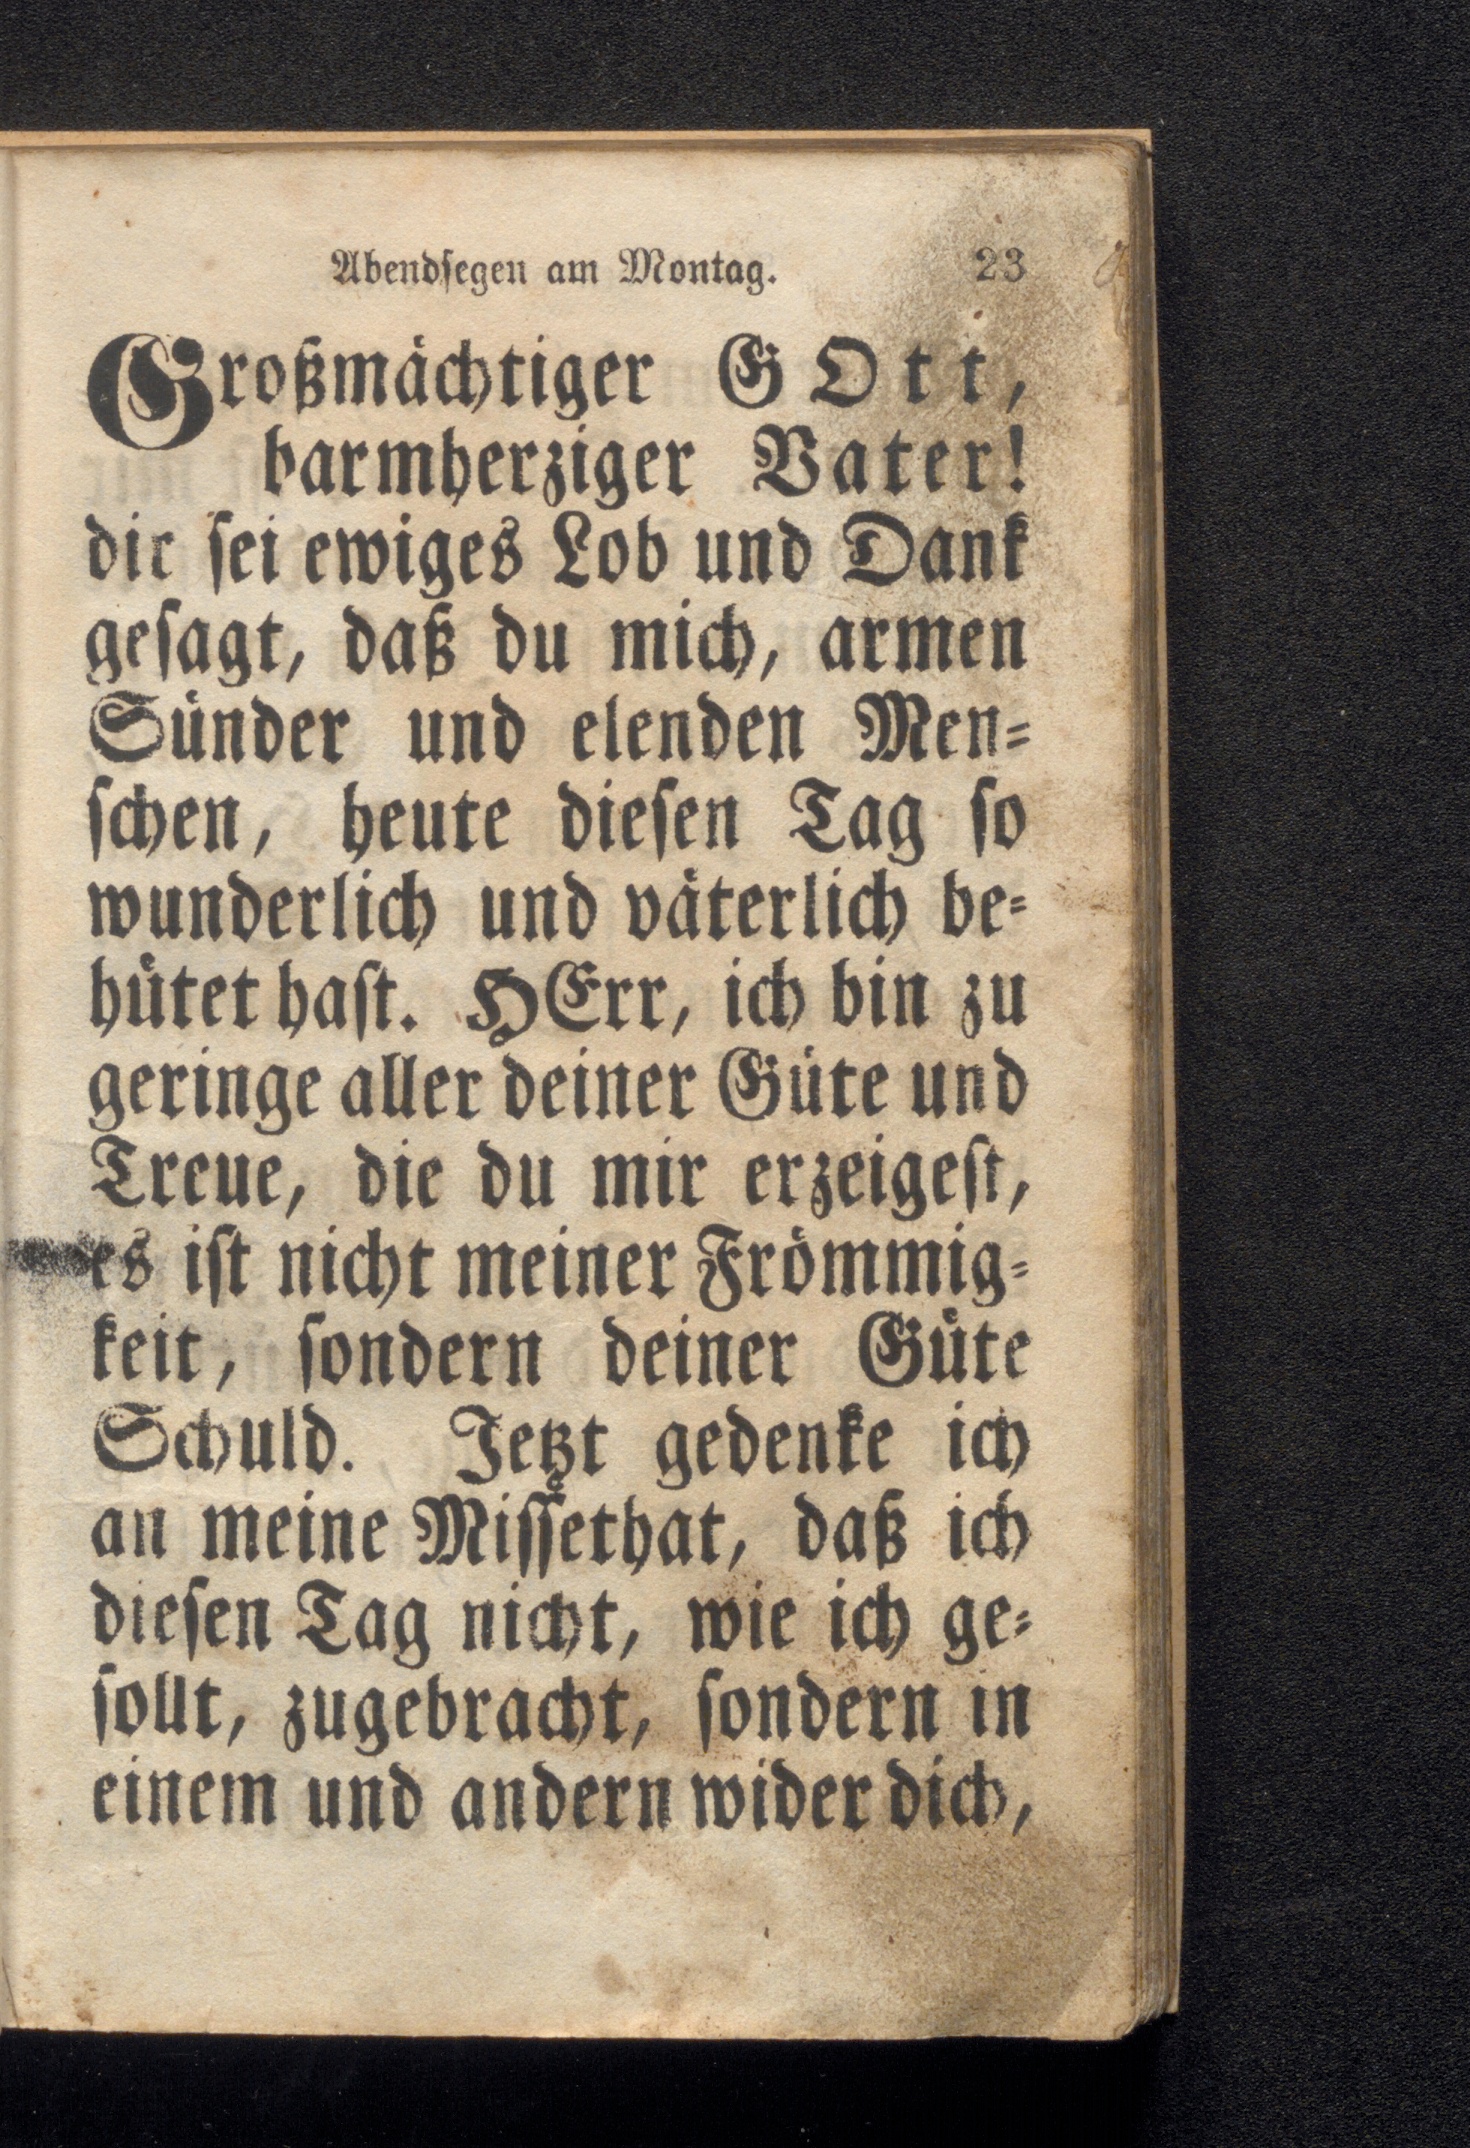 Abendſegen am Montag. 23
Großmächtiger GOtt,
barmherziger Vater!
dir ſei ewiges Lob und Dank
geſagt, daß du mich, armen
Sünder und elenden Men=
ſchen, heute dieſen Tag ſo
wunderlich und väterlich be=
hütet haſt. HErr, ich bin zu
geringe aller deiner Güte und
Treue, die du mir erzeigeſt,
es iſt nicht meiner Frömmig=
keit, ſondern deiner Güte
Schuld. Jetzt gedenke ich
an meine Miſſethat, daß ich
dieſen Tag nicht, wie ich ge=
ſollt, zugebracht, ſondern in
einem und andern wider dich,